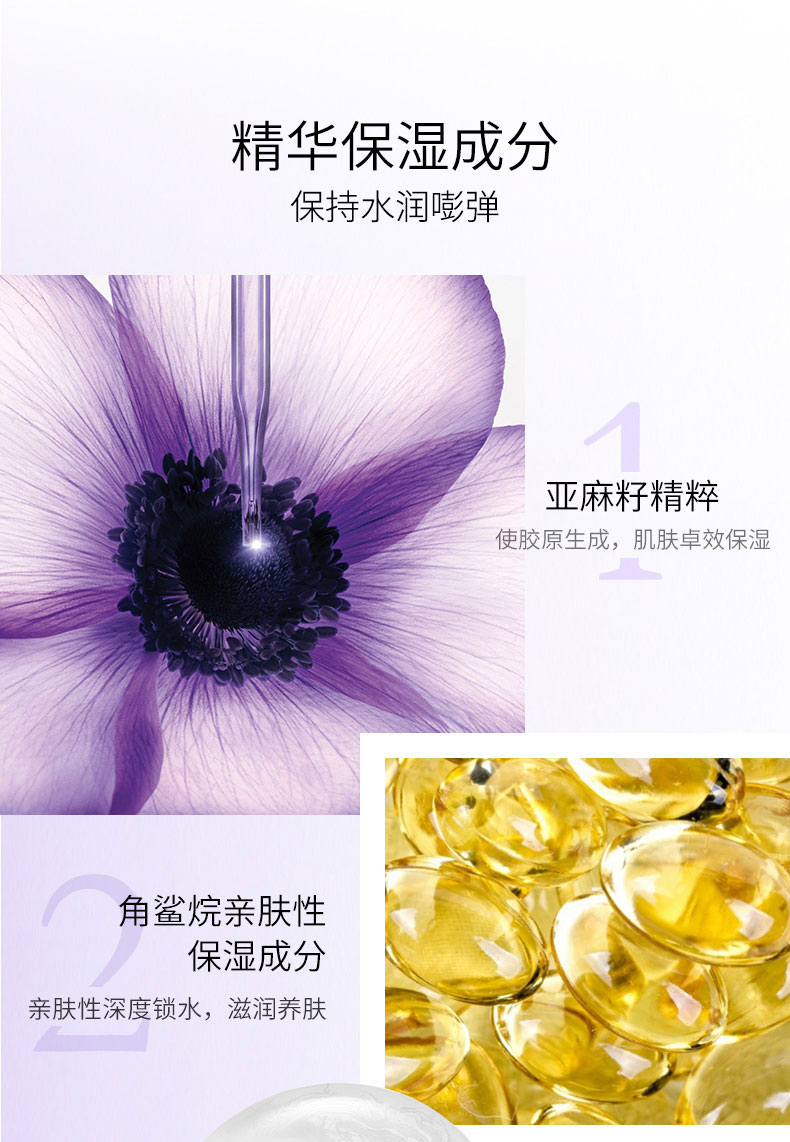 精华保湿成分
保持水润嘭弹
1
亚麻籽精粹
使胶原生成，肌肤卓效保湿
2
角鲨烷亲肤性
保湿成分
亲肤性深度锁水，滋润养肤